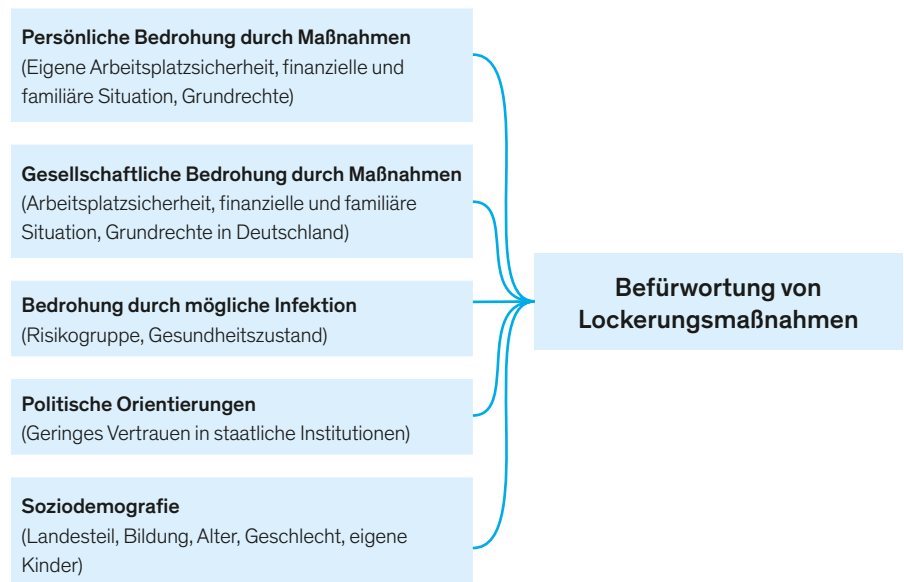 Persönliche Bedrohung durch Maßnahmen
(Eigene Arbeitsplatzsicherheit, finanzielle und
familiäre Situation, Grundrechte)
Gesellschaftliche Bedrohung durch Maßnahmen
(Arbeitsplatzsicherheit, finanzielle und familiäre
Situation, Grundrechte in Deutschland)
Bedrohung durch mögliche Infektion
(Risikogruppe, Gesundheitszustand)
Politische Orientierungen
(Geringes Vertrauen in staatliche Institutionen)
Soziodemografie
(Landesteil, Bildung, Alter, Geschlecht, eigene
Kinder)
Befürwortung von
Lockerungsmaßnahmen